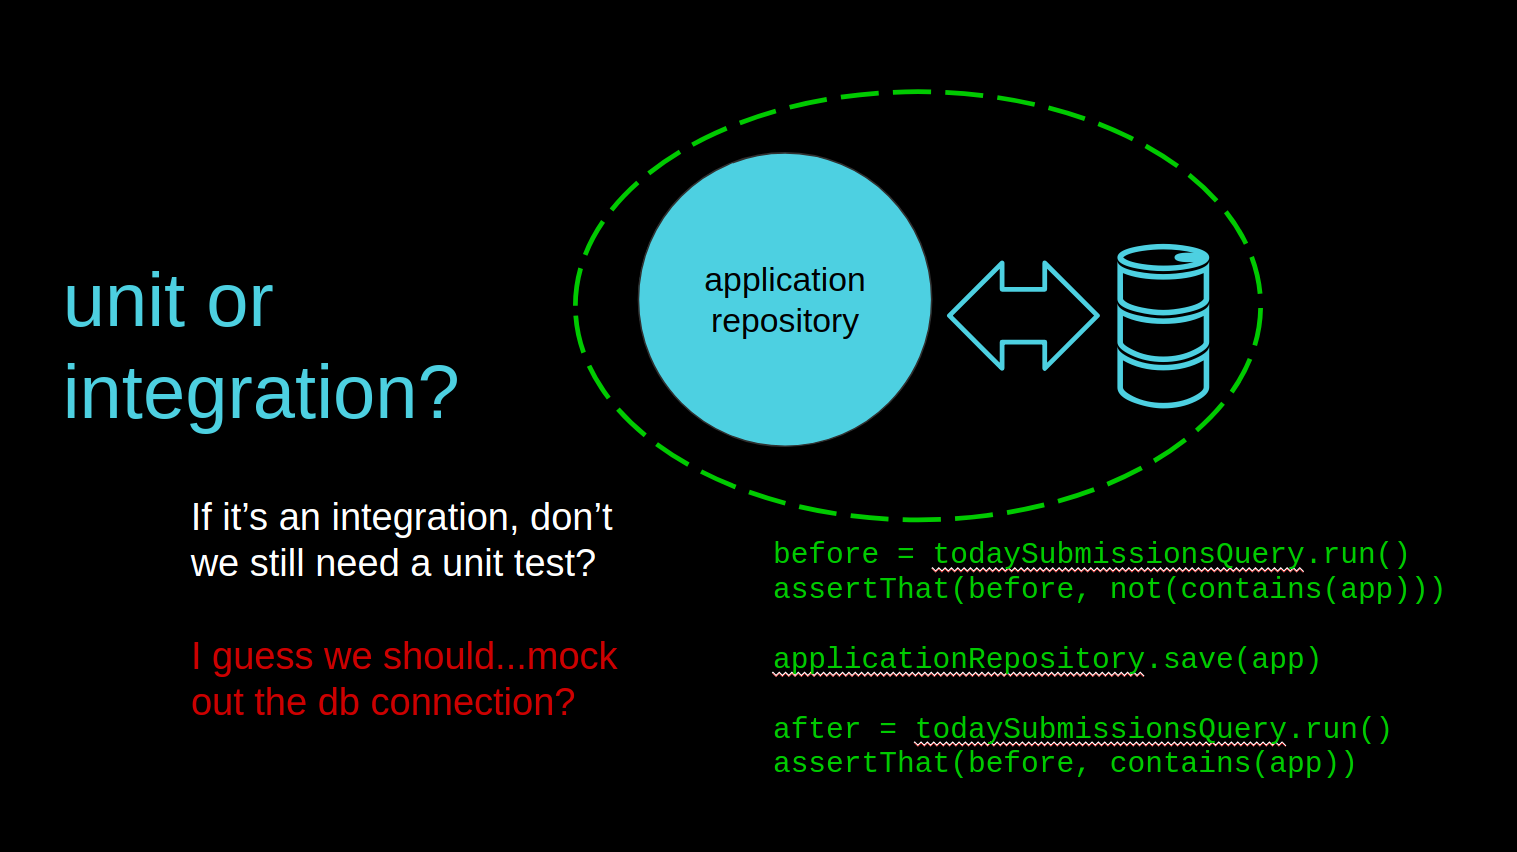 unit or
integration?
application
repository
If it’s an integration, don’t
we still need a unit test?
I guess we should...mock
out the db connection?
before = todaySubmissionsQuery.run()
assertThat(before, not(contains(app)))
applicationRepository.save(app)
after = todaySubmissionsQuery.run()
assertThat(before, contains(app))